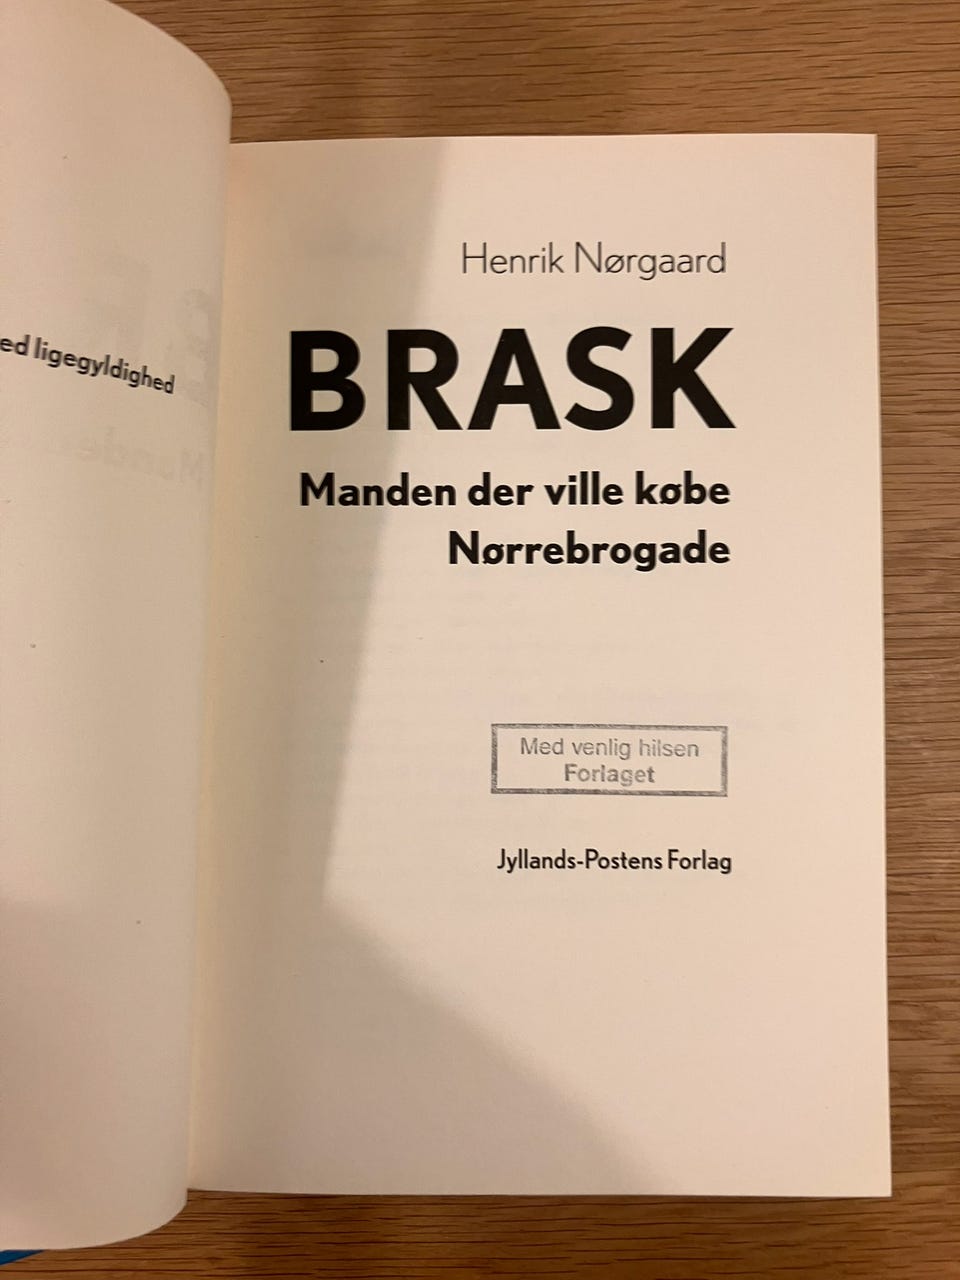 ed ligegyldighed
Henrik Nørgaard
BRASK
Manden der ville købe
Nørrebrogade
Med venlig hilsen
Forlaget
Jyllands-Postens Forlag